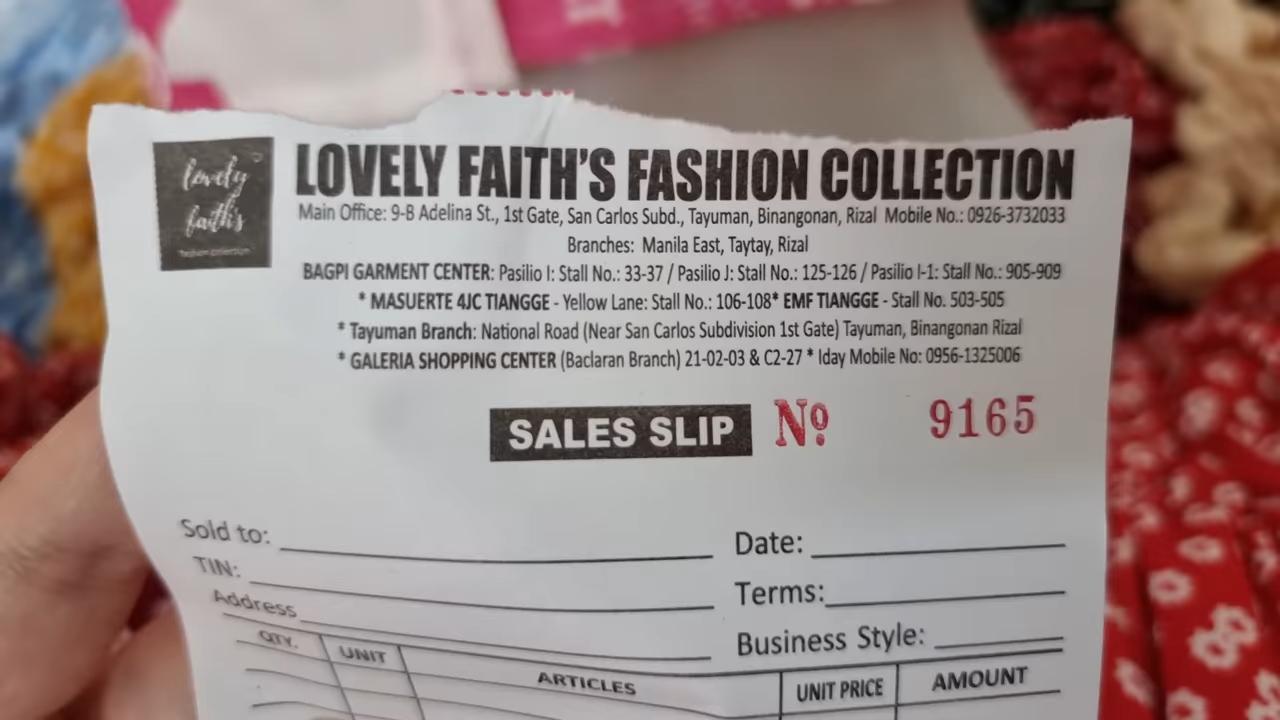 lovely
faith's
fashion collection
LOVELY FAITH'S FASHION COLLECTION
Main Office: 9-B Adelina St., 1st Gate, San Carlos Subd., Tayuman, Binangonan, Rizal Mobile No.: 0926-3732033
Branches: Manila East, Taytay, Rizal
BAGPI GARMENT CENTER: Pasilio I: Stall No.: 33-37 / Pasilio J: Stall No.: 125-126 / Pasilio I-1: Stall No.: 905-909
* MASUERTE 4JC TIANGGE - Yellow Lane: Stall No.: 106-108* EMF TIANGGE - Stall No. 503-505
* Tayuman Branch: National Road (Near San Carlos Subdivision 1st Gate) Tayuman, Binangonan Rizal
* GALERIA SHOPPING CENTER (Baclaran Branch) 21-02-03 & C2-27 * Iday Mobile No: 0956-1325006
SALES SLIP Nº 9165
Sold to: Date:
TIN: Terms:
Address Business Style:
QTY. UNIT ARTICLES UNIT PRICE AMOUNT